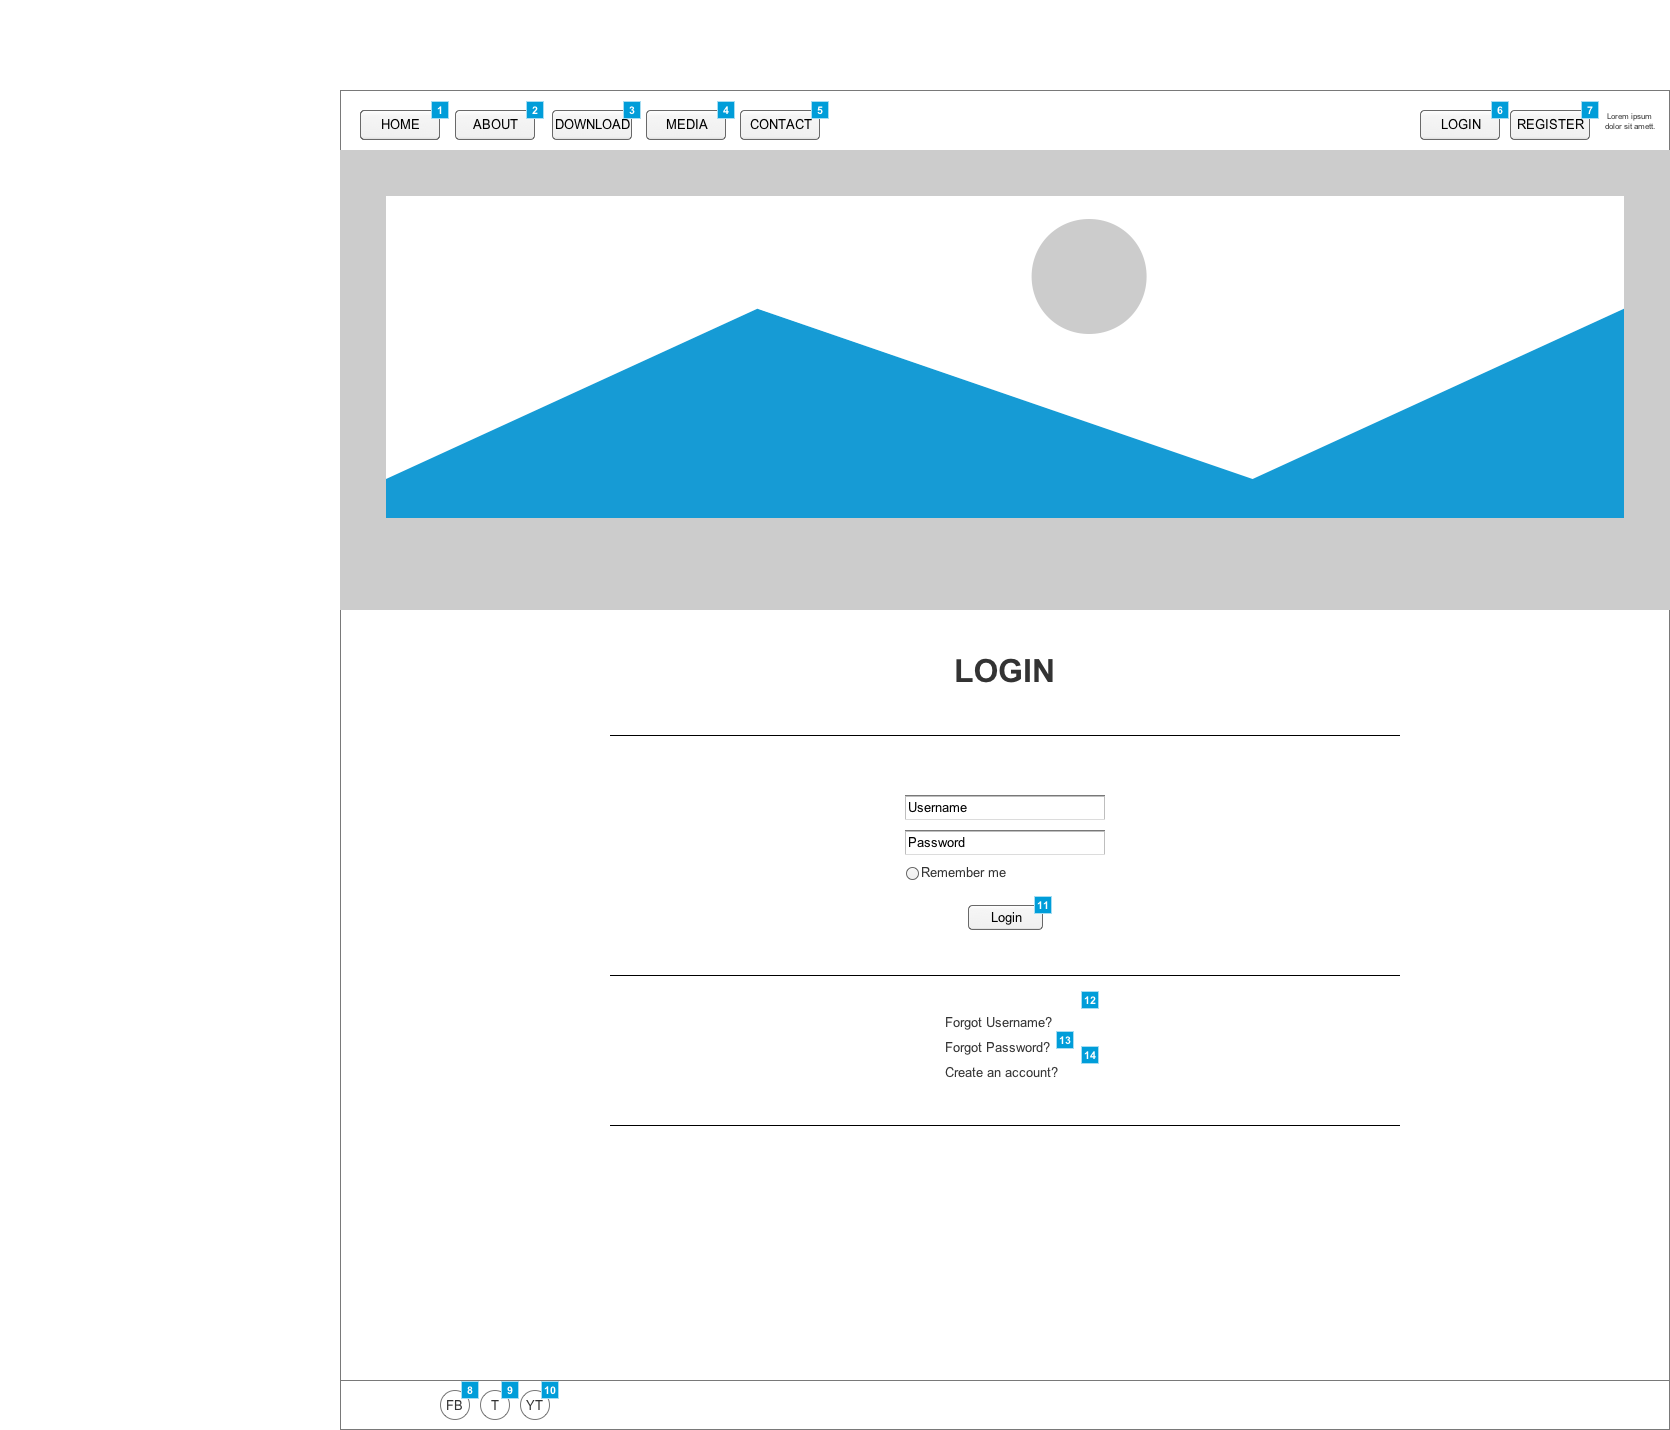 1
2
3
4
5
6
7
HOME
ABOUT
DOWNLOAD
MEDIA
CONTACT
LOGIN
REGISTER
Lorem ipsum
dolor sit amett.
LOGIN
Username
Password
Remember me
11
Login
12
Forgot Username?
13
Forgot Password?
14
Create an account?
8
9
10
FB
T
YT